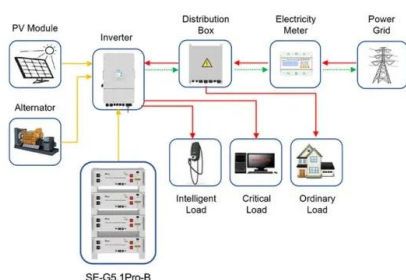 PV Module
Inverter
Distribution
Box
Electricity
Meter
Power
Grid
Alternator
Intelligent
Load
Critical
Load
Ordinary
Load
SE-G5.1Pro-B